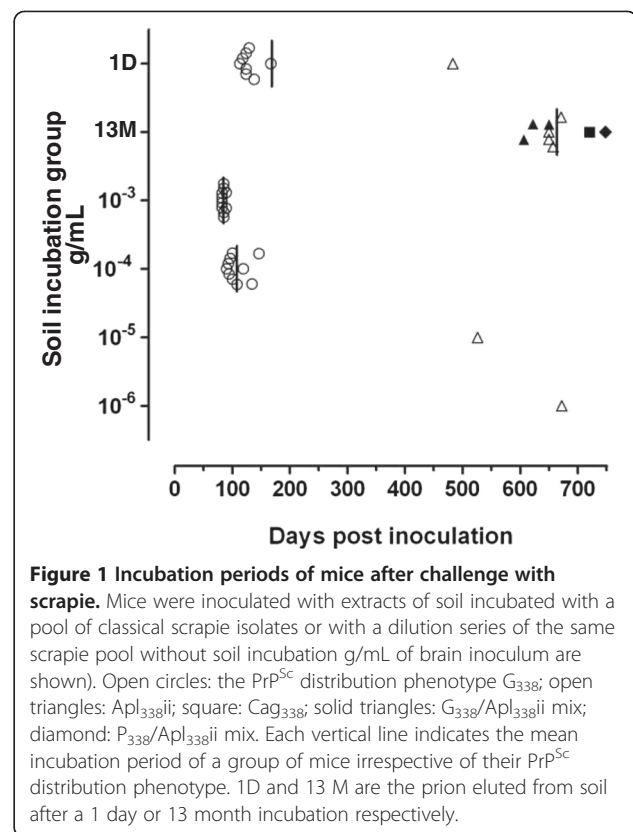 1D
13M
10-3
10-4
10-5
10-6
Soil incubation group
g/mL
0 100 200 300 400 500 600 700
Days post inoculation
Figure 1 Incubation periods of mice after challenge with
scrapie. Mice were inoculated with extracts of soil incubated with a
pool of classical scrapie isolates or with a dilution series of the same
scrapie pool without soil incubation g/mL of brain inoculum are
shown). Open circles: the PrPSc distribution phenotype G338; open
triangles: Apl338ii; square: Cag338; solid triangles: G338/Apl338ii mix;
diamond: P338/Apl338ii mix. Each vertical line indicates the mean
incubation period of a group of mice irrespective of their PrPSc
distribution phenotype. 1D and 13 M are the prion eluted from soil
after a 1 day or 13 month incubation respectively.